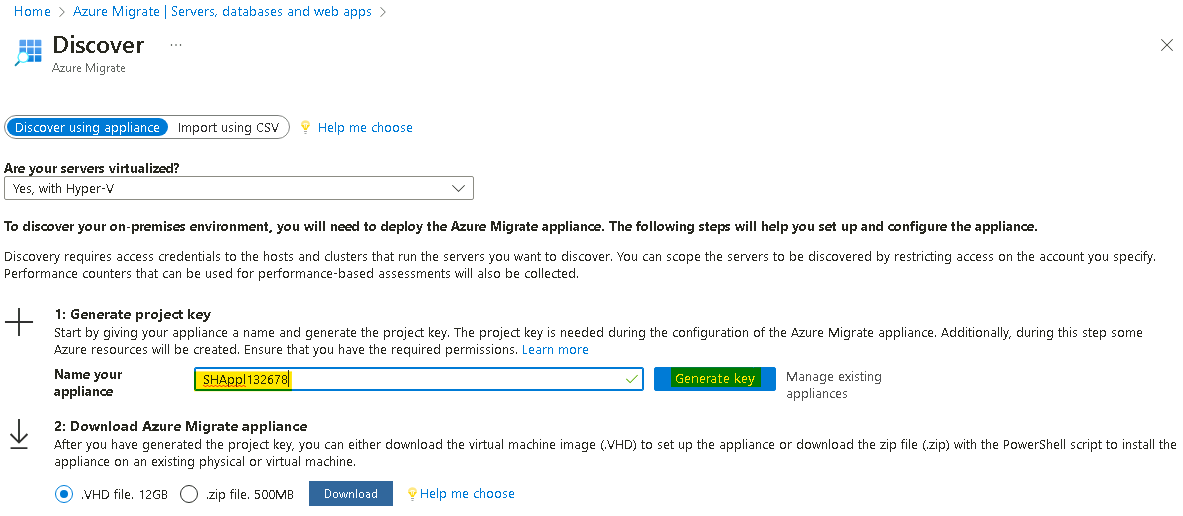 Home > Azure Migrate | Servers, databases and web apps >
Discover ...
Azure Migrate
Discover using appliance Import using CSV Help me choose
Are your servers virtualized?
Yes, with Hyper-V
To discover your on-premises environment, you will need to deploy the Azure Migrate appliance. The following steps will help you set up and configure the appliance.
Discovery requires access credentials to the hosts and clusters that run the servers you want to discover. You can scope the servers to be discovered by restricting access on the account you specify.
Performance counters that can be used for performance-based assessments will also be collected.
1: Generate project key
Start by giving your appliance a name and generate the project key. The project key is needed during the configuration of the Azure Migrate appliance. Additionally, during this step some
Azure resources will be created. Ensure that you have the required permissions. Learn more
Name your
appliance
SHAppl132678
Generate key
Manage existing
appliances
2: Download Azure Migrate appliance
After you have generated the project key, you can either download the virtual machine image (.VHD) to set up the appliance or download the zip file (.zip) with the PowerShell script to install the
appliance on an existing physical or virtual machine.
.VHD file. 12GB .zip file. 500MB Download Help me choose